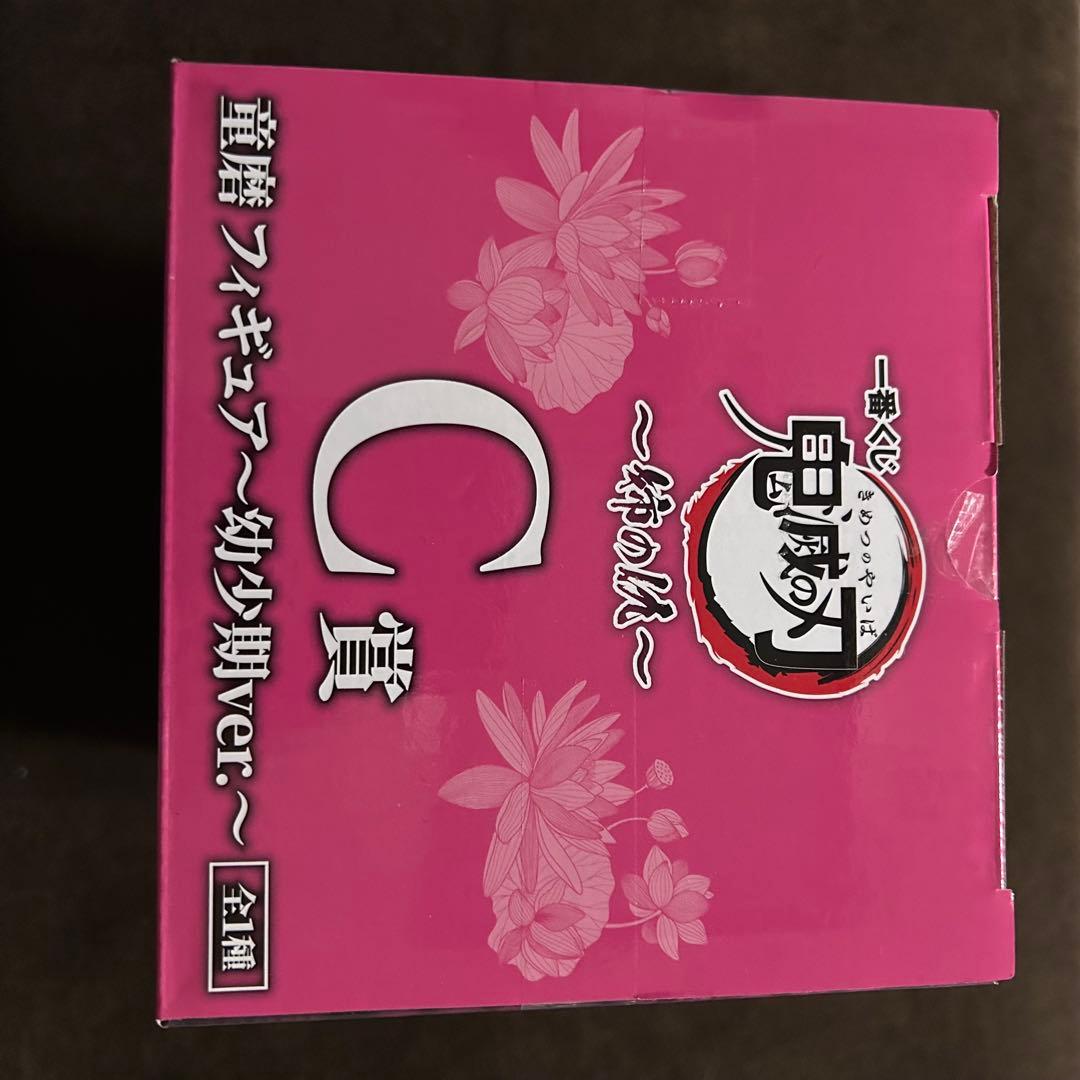 一番くじ
きめつのやいば
鬼滅の刃
～絆の絃～
C賞
童磨 フィギュア～幼少期ver.～
全1種